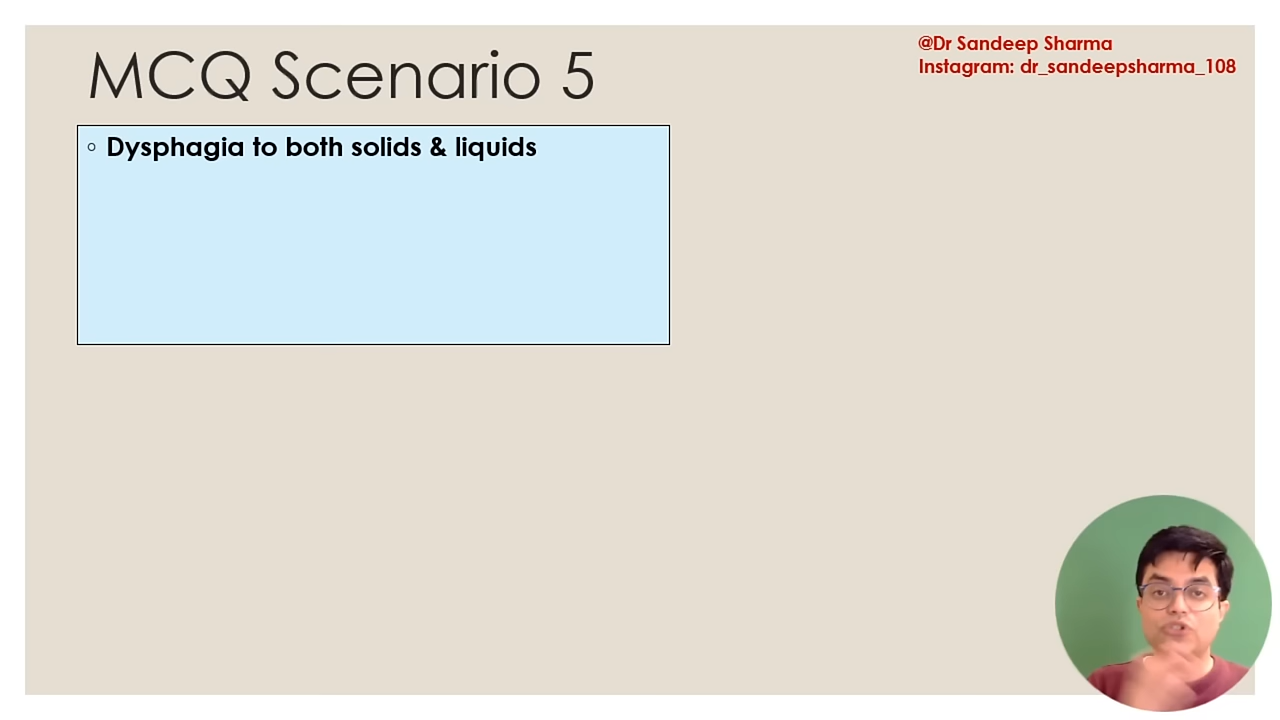 MCQ Scenario 5
@Dr Sandeep Sharma
Instagram: dr_sandeepsharma_108
◦ Dysphagia to both solids & liquids